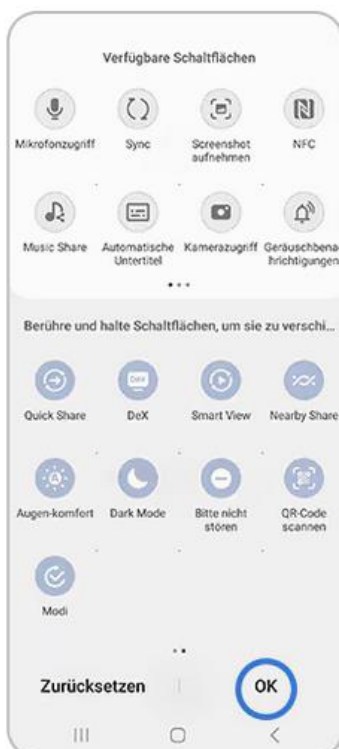 Verfügbare Schaltflächen
Mikrofonzugriff Sync Screenshot aufnehmen NFC
Music Share Automatische Untertitel Kamerazugriff Geräuschbena-hrichtigungen
Berühre und halte Schaltflächen, um sie zu verschi...
Quick Share DeX Smart View Nearby Share
Augen-komfort Dark Mode Bitte nicht stören QR-Code scannen
Modi
Zurücksetzen OK